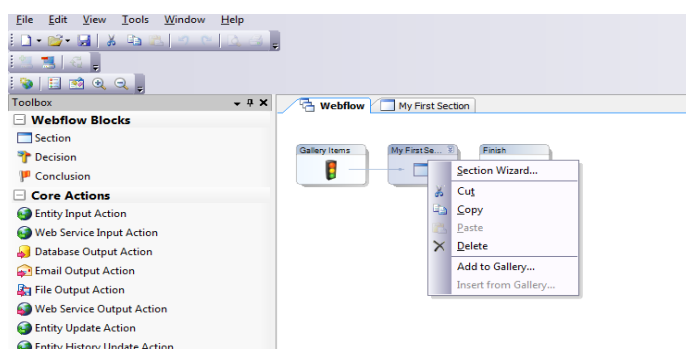 File Edit View Tools Window Help
Toolbox
Webflow My First Section
Webflow Blocks
Section
Decision
Conclusion
Core Actions
Entity Input Action
Web Service Input Action
Database Output Action
Email Output Action
File Output Action
Web Service Output Action
Entity Update Action
Entity History Update Action
Gallery Items My First Se... Finish
Section Wizard...
Cut
Copy
Paste
Delete
Add to Gallery...
Insert from Gallery...